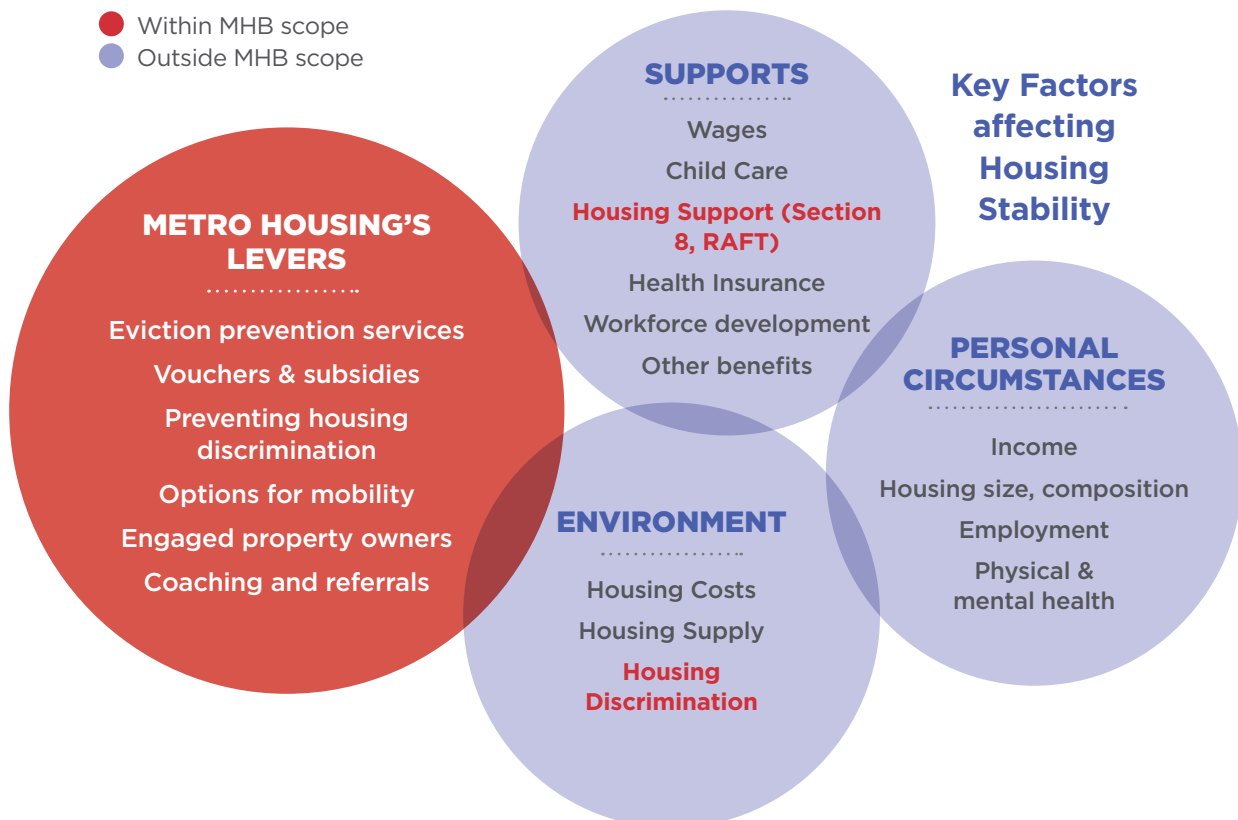 Within MHB scope
Outside MHB scope
Key Factors
affecting
Housing
Stability
METRO HOUSING'S
LEVERS
Eviction prevention services
Vouchers & subsidies
Preventing housing
discrimination
Options for mobility
Engaged property owners
Coaching and referrals
SUPPORTS
Wages
Child Care
Housing Support (Section
8, RAFT)
Health Insurance
Workforce development
Other benefits
ENVIRONMENT
Housing Costs
Housing Supply
Housing
Discrimination
PERSONAL
CIRCUMSTANCES
Income
Housing size, composition
Employment
Physical &
mental health